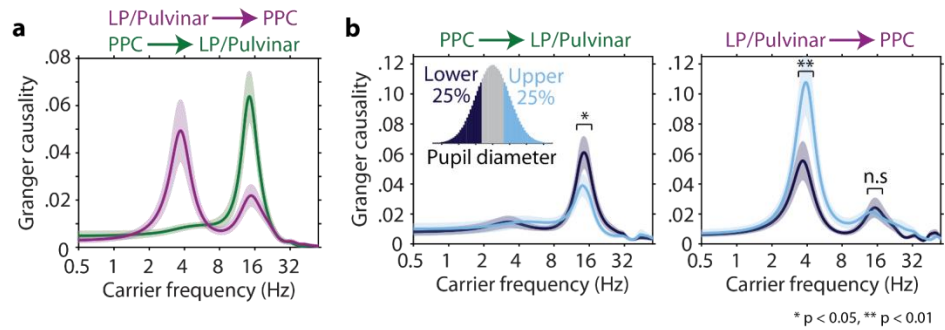 a
LP/Pulvinar → PPC
PPC → LP/Pulvinar
.08
.06
.04
.02
0
Granger causality
0.5 1 2 4 8 16 32
Carrier frequency (Hz)
b
PPC → LP/Pulvinar
0.12
.10
.08
.06
.04
.02
0
Granger causality
Lower
25%
Upper
25%
Pupil diameter
*
0.5 1 2 4 8 16 32
Carrier frequency (Hz)
LP/Pulvinar → PPC
0.12
.10
.08
.06
.04
.02
0
**
n.s
0.5 1 2 4 8 16 32
Carrier frequency (Hz)
* p < 0.05, ** p < 0.01